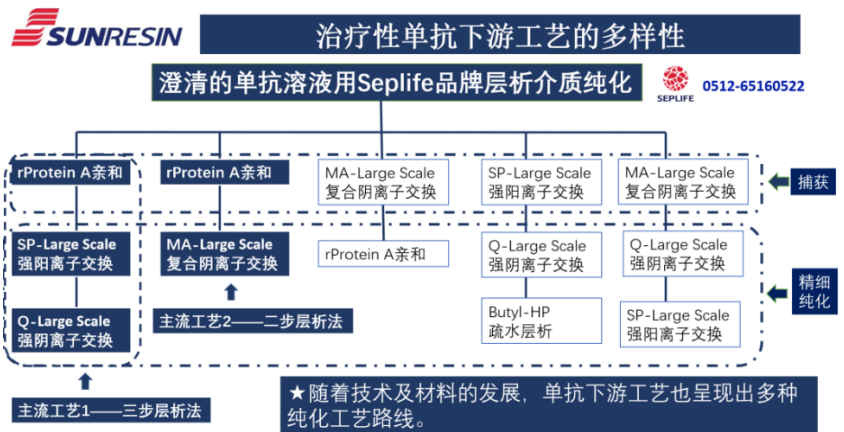 SUNRESIN
治疗性单抗下游工艺的多样性
澄清的单抗溶液用Seplife品牌层析介质纯化
SEPLIFE
0512-65160522
rProtein A亲和
rProtein A亲和
MA-Large Scale
复合阴离子交换
SP-Large Scale
强阳离子交换
MA-Large Scale
复合阴离子交换
捕获
SP-Large Scale
强阳离子交换
MA-Large Scale
复合阴离子交换
rProtein A亲和
Q-Large Scale
强阴离子交换
Q-Large Scale
强阴离子交换
精细
纯化
Q-Large Scale
强阴离子交换
主流工艺2——二步层析法
Butyl-HP
疏水层析
SP-Large Scale
强阳离子交换
主流工艺1——三步层析法
★随着技术及材料的发展，单抗下游工艺也呈现出多种
纯化工艺路线。